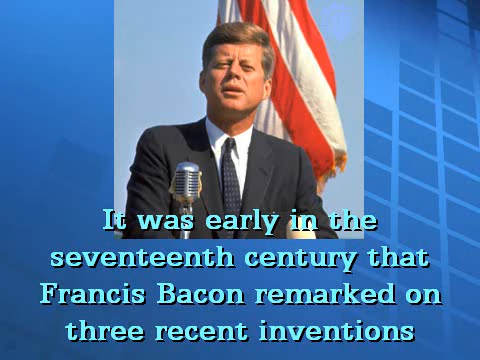 It was early in the
seventeenth century that
Francis Bacon remarked on
three recent inventions